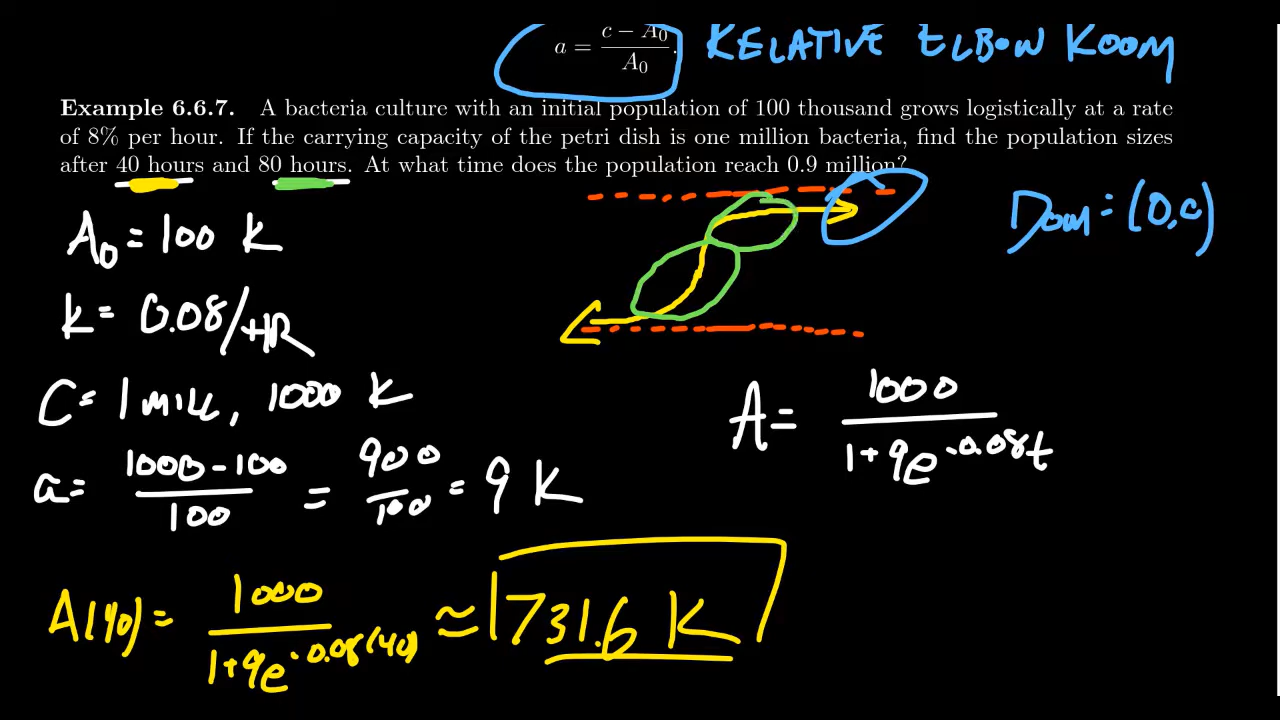 a = (c − A₀)/A₀. RELATIVE ELBOW ROOM
Example 6.6.7. A bacteria culture with an initial population of 100 thousand grows logistically at a rate
of 8% per hour. If the carrying capacity of the petri dish is one million bacteria, find the population sizes
after 40 hours and 80 hours. At what time does the population reach 0.9 million?
A₀ = 100 K
Dom = (0,c)
k = 0.08/HR
C = 1 MILL, 1000 K
A = 1000/(1+9e^(-0.08t))
a = (1000-100)/100 = 900/100 = 9 K
A(40) = 1000/(1+9e^(-0.08(40))) ≈ 731.6 K